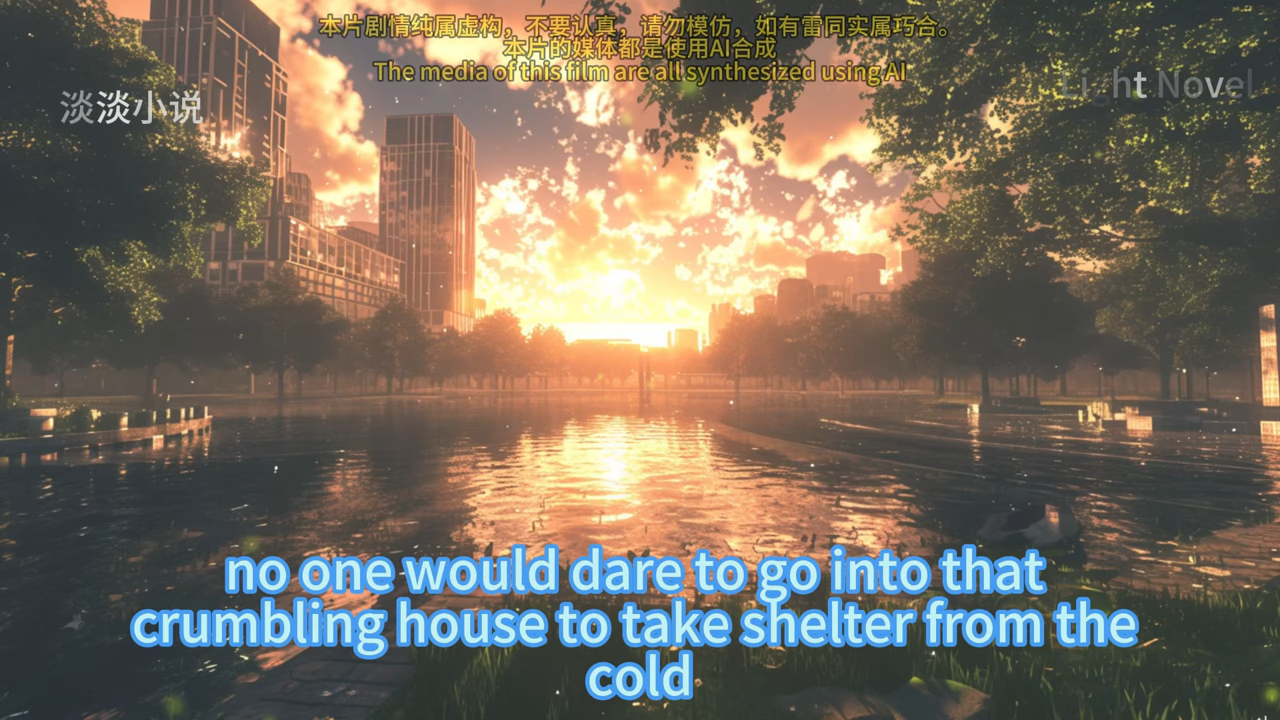 本片剧情纯属虚构，不要认真，请勿模仿，如有雷同实属巧合。
本片的媒体都是使用AI合成
The media of this film are all synthesized using AI
淡淡小说
Light Novel
no one would dare to go into that
crumbling house to take shelter from the
cold